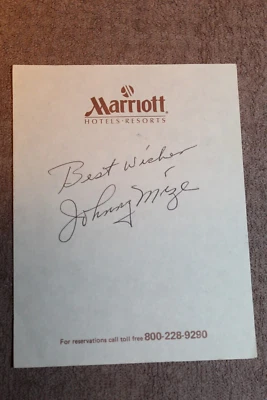 Marriott
HOTELS·RESORTS
Best Wishes
Johnny Mize
For reservations call toll free 800-228-9290